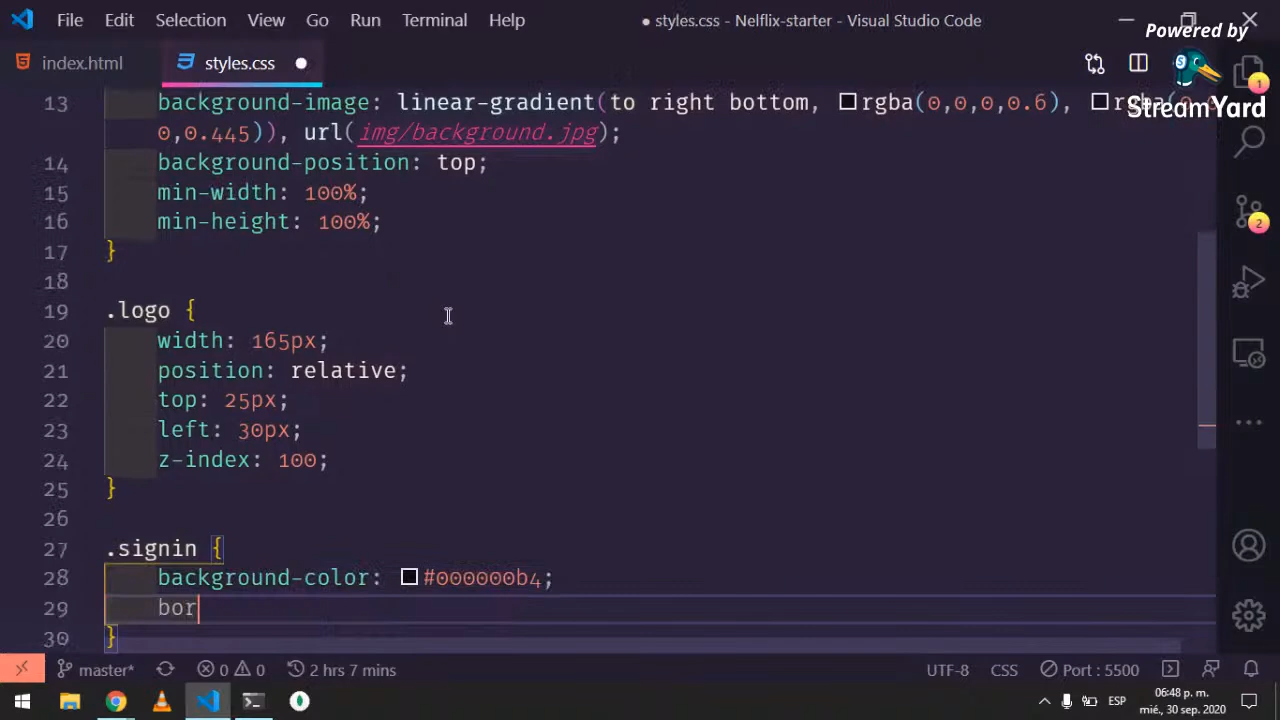 File Edit Selection View Go Run Terminal Help
● styles.css - Nelflix-starter - Visual Studio Code
Powered by
StreamYard
index.html
styles.css
13 background-image: linear-gradient(to right bottom, rgba(0,0,0,0.6), rgba(0,0
0,0.445)), url(img/background.jpg);
14 background-position: top;
15 min-width: 100%;
16 min-height: 100%;
17 }
18
19 .logo {
20 width: 165px;
21 position: relative;
22 top: 25px;
23 left: 30px;
24 z-index: 100;
25 }
26
27 .signin {
28 background-color: #000000b4;
29 bor
30 }
1
2
master* 0 0 2 hrs 7 mins
UTF-8 CSS Port : 5500
ESP
06:48 p. m.
mié., 30 sep. 2020